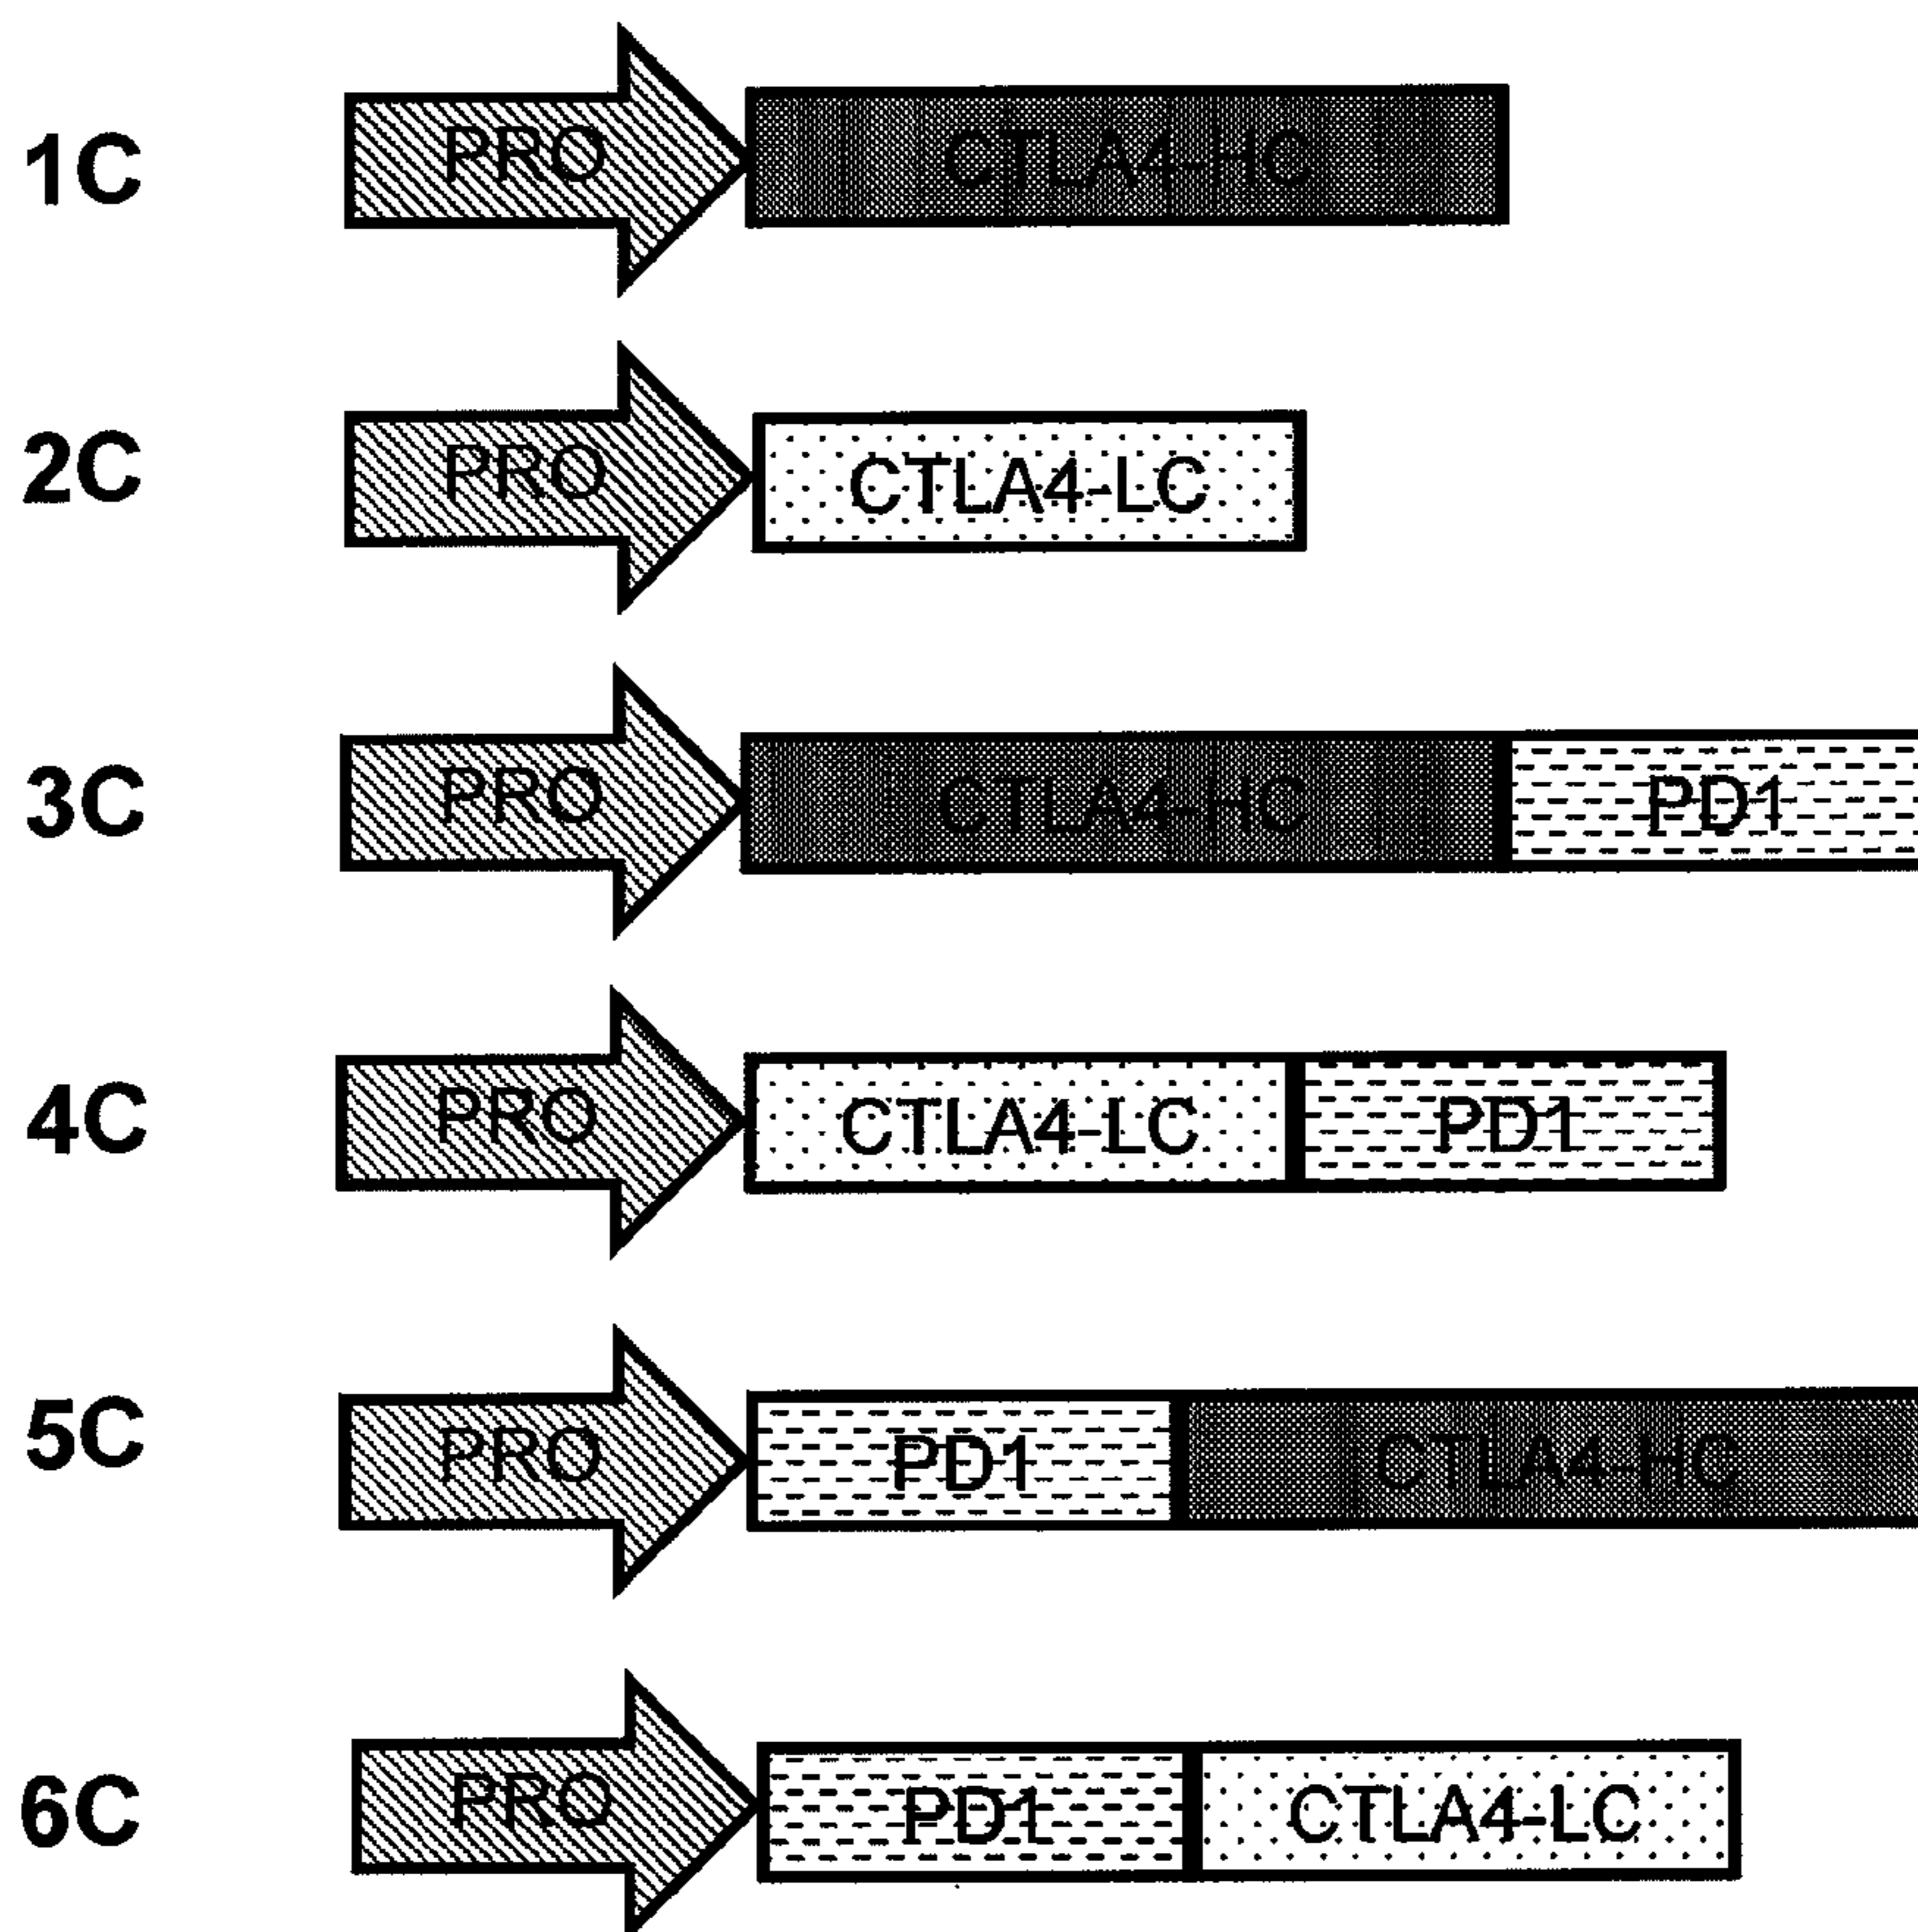 1C PRO CTLA4-HC
2C PRO CTLA4-LC
3C PRO CTLA4-HC PD1
4C PRO CTLA4-LC PD1
5C PRO PD1 CTLA4-HC
6C PRO PD1 CTLA4-LC